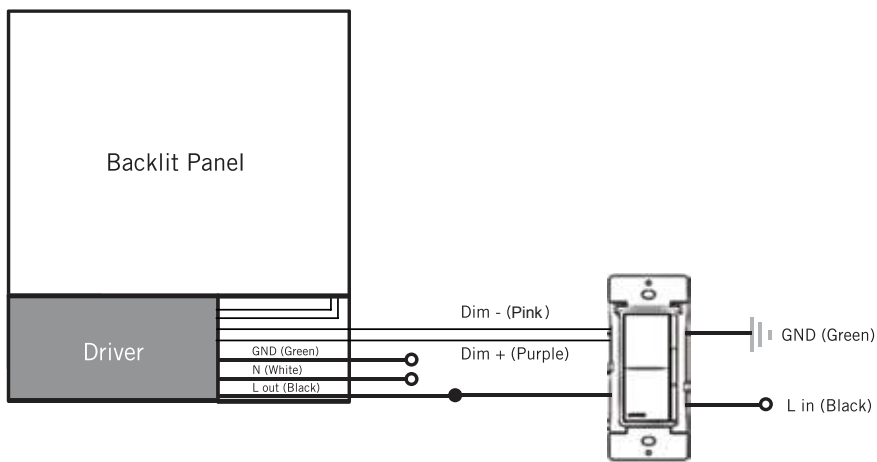 Backlit Panel
Dim - (Pink)
Driver
GND (Green)
Dim + (Purple)
N (White)
L out (Black)
GND (Green)
L in (Black)